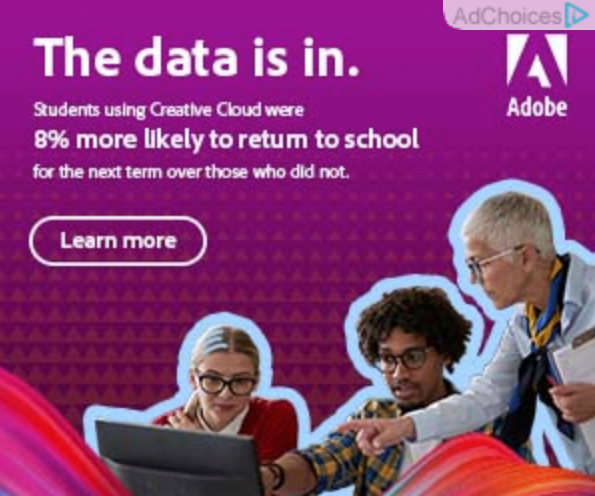 AdChoices
The data is in.
Adobe
Students using Creative Cloud were
8% more likely to return to school
for the next term over those who did not.
Learn more